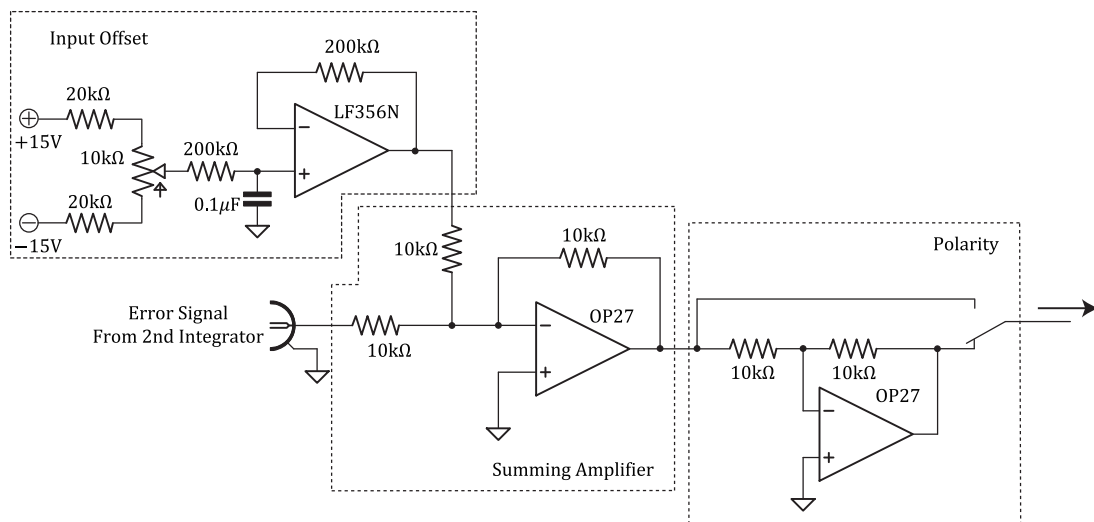 Input Offset
200kΩ
LF356N
20kΩ
+15V
10kΩ
200kΩ
20kΩ
0.1μF
−15V
−
+
10kΩ
10kΩ
Polarity
Error Signal
From 2nd Integrator
10kΩ
OP27
−
+
10kΩ
10kΩ
OP27
−
+
Summing Amplifier